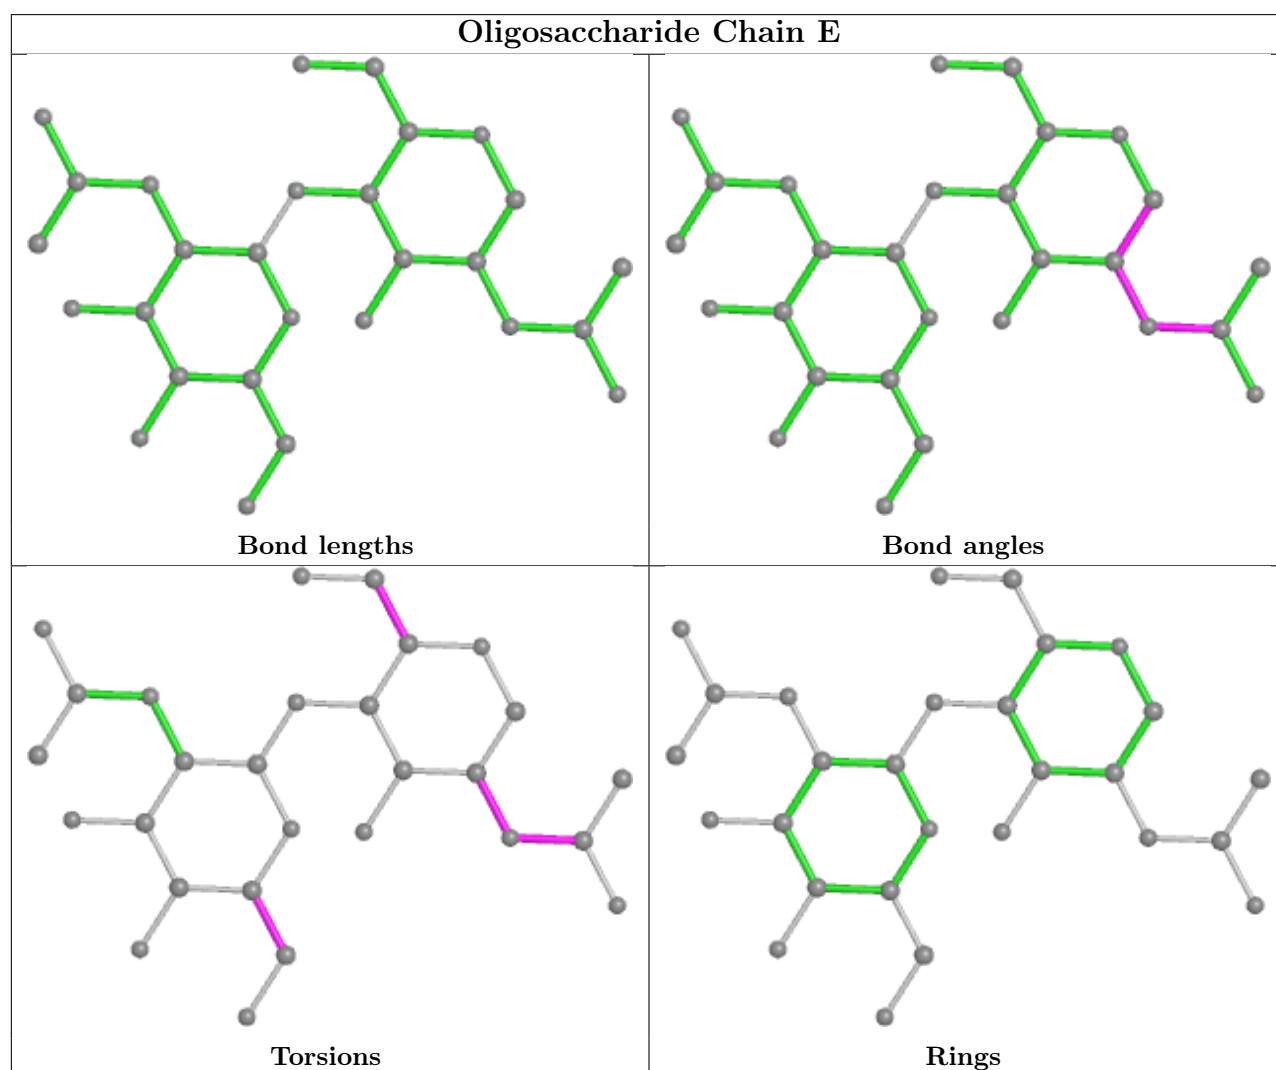 Oligosaccharide Chain E
Bond lengths
Bond angles
Torsions
Rings